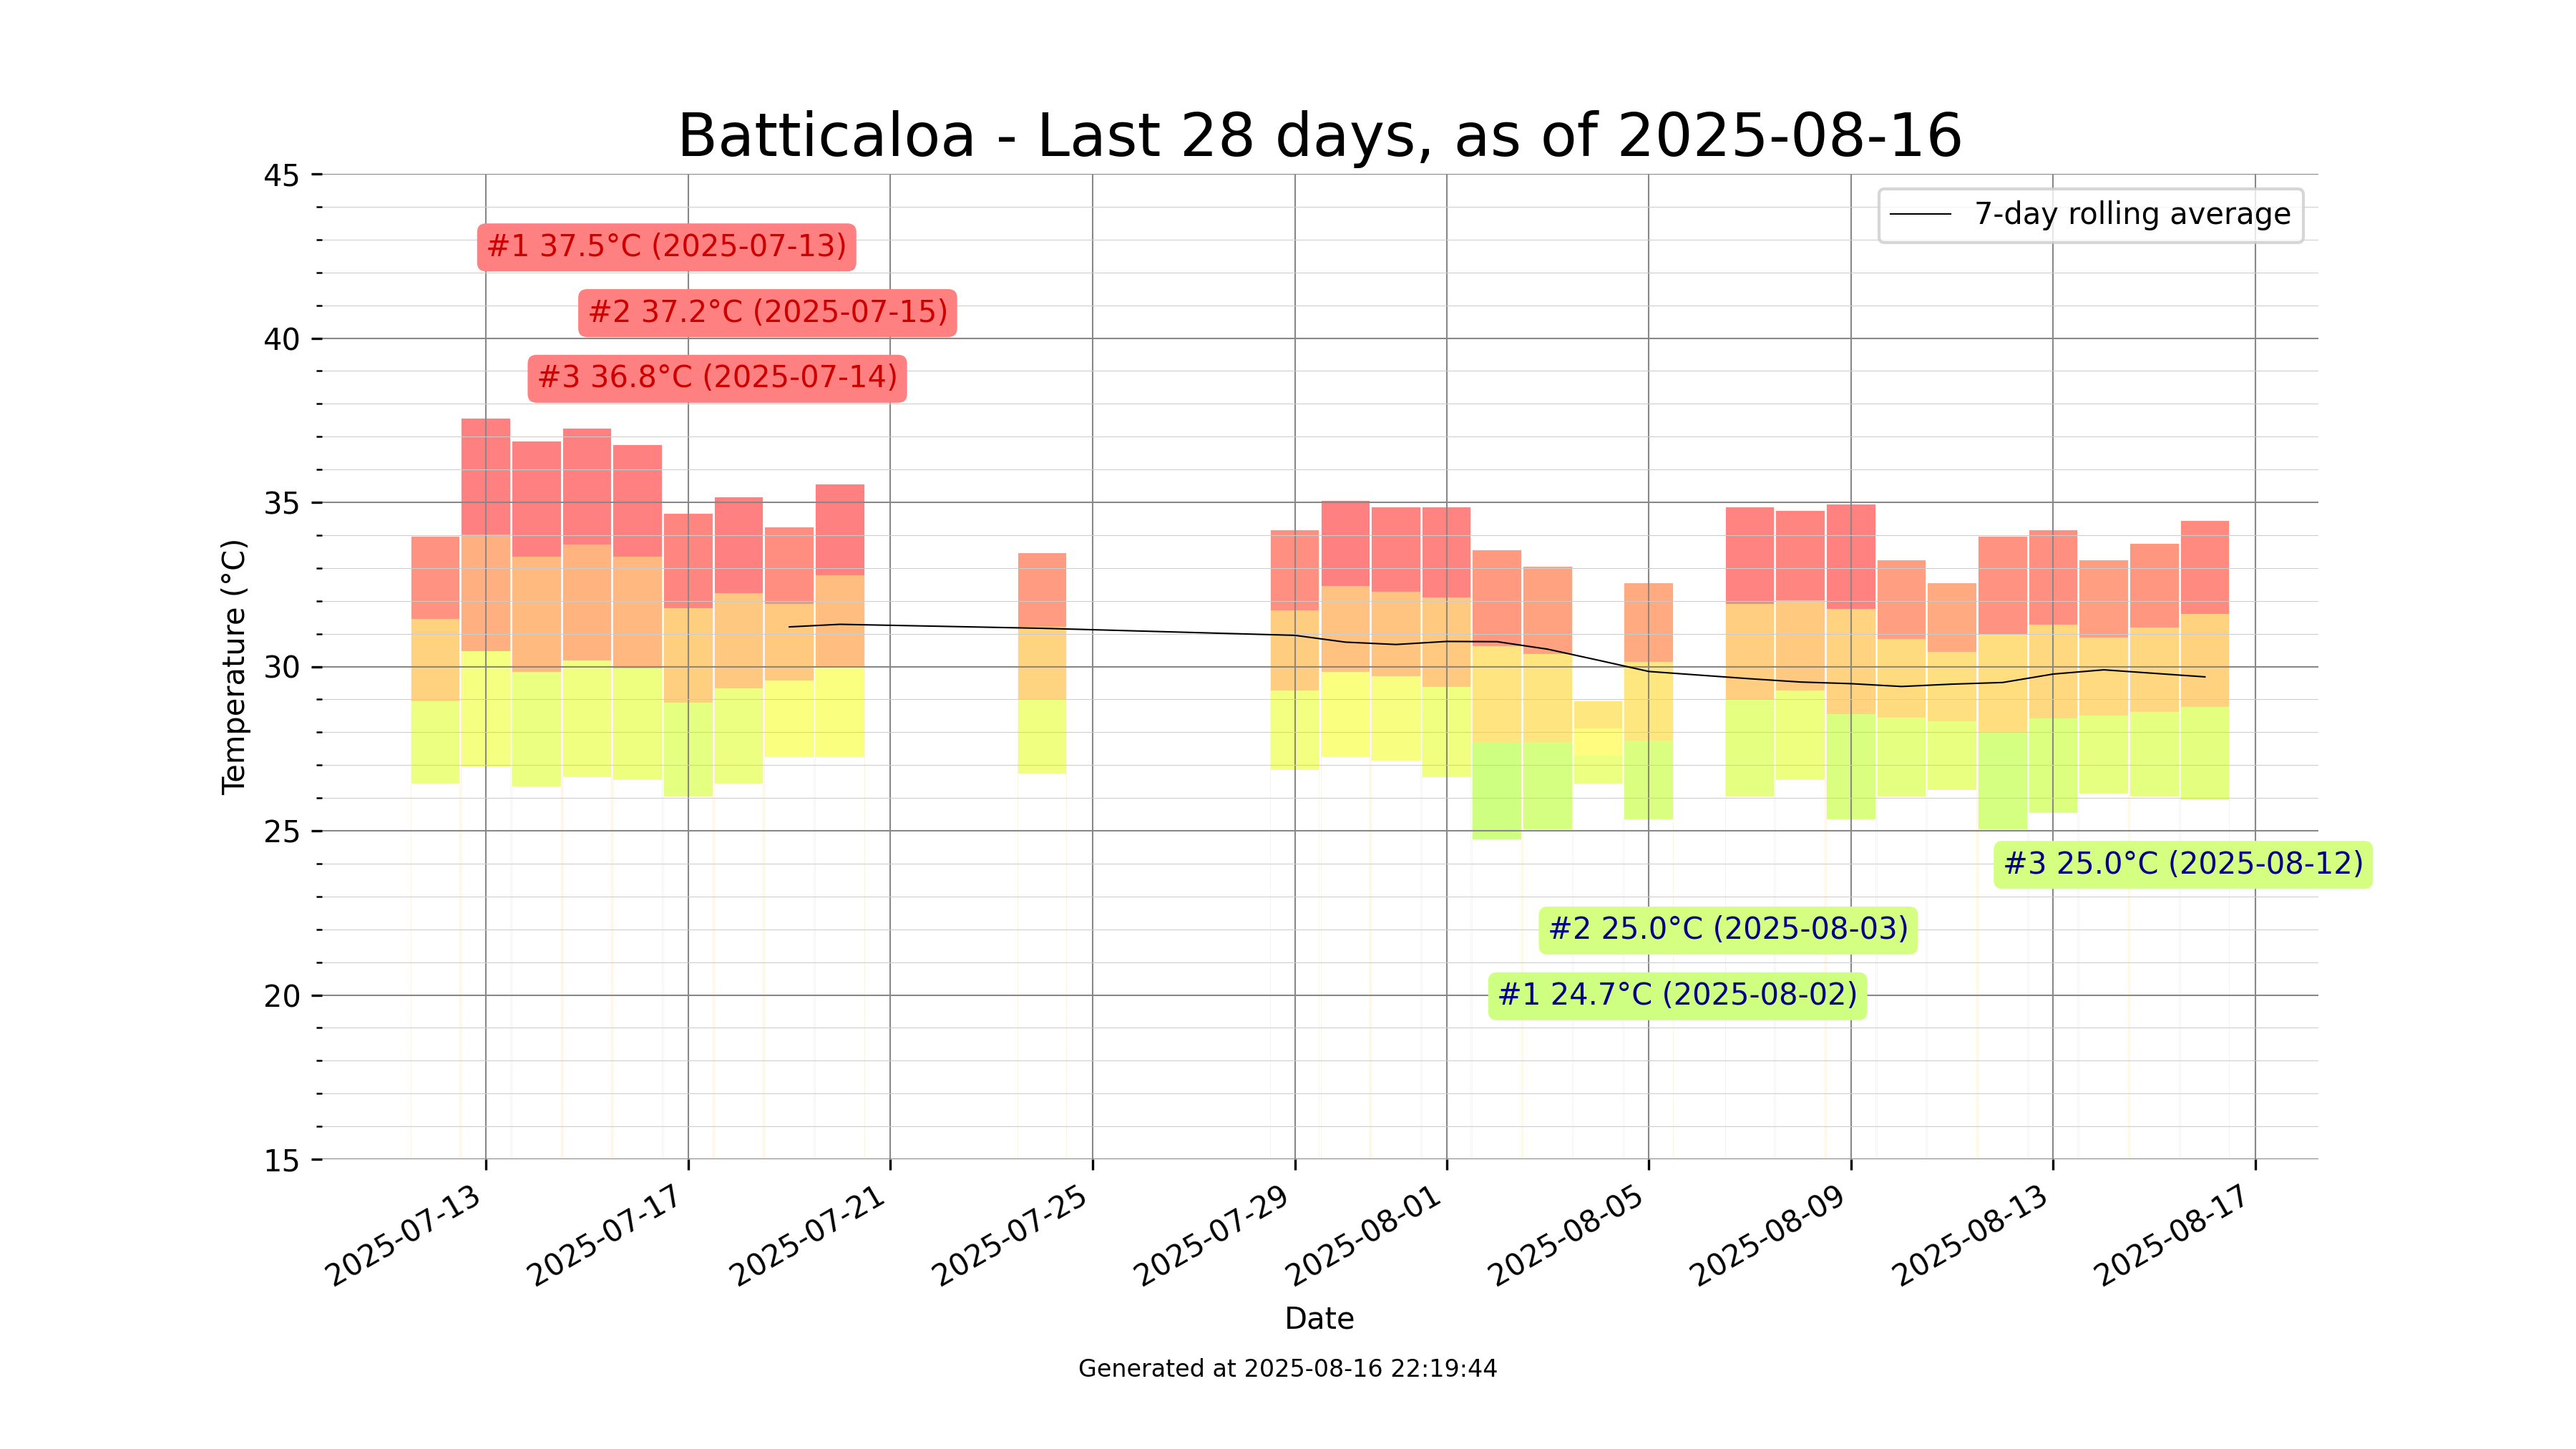 Batticaloa - Last 28 days, as of 2025-08-16
45
40
35
30
25
20
15
Temperature (°C)
7-day rolling average
#1 37.5°C (2025-07-13)
#2 37.2°C (2025-07-15)
#3 36.8°C (2025-07-14)
#3 25.0°C (2025-08-12)
#2 25.0°C (2025-08-03)
#1 24.7°C (2025-08-02)
2025-07-13
2025-07-17
2025-07-21
2025-07-25
2025-07-29
2025-08-01
2025-08-05
2025-08-09
2025-08-13
2025-08-17
Date
Generated at 2025-08-16 22:19:44